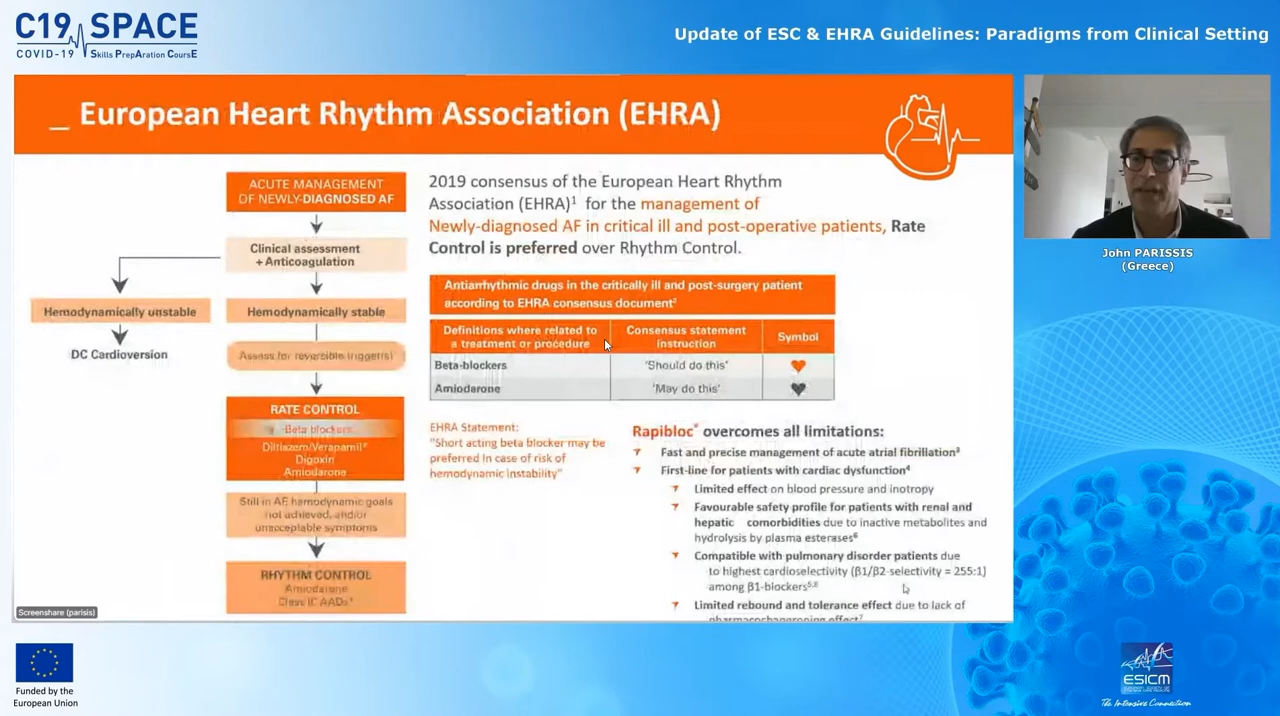 C19 SPACE
COVID-19 Skills PrepAration CoursE
Update of ESC & EHRA Guidelines: Paradigms from Clinical Setting
_ European Heart Rhythm Association (EHRA)
ACUTE MANAGEMENT
OF NEWLY-DIAGNOSED AF
Clinical assessment
+ Anticoagulation
Hemodynamically unstable
Hemodynamically stable
DC Cardioversion
Assess for reversible trigger(s)
RATE CONTROL
Beta blockers
Diltiazem/Verapamil
Digoxin
Amiodarone
Still in AF, hemodynamic goals
not achieved, and/or
unacceptable symptoms
RHYTHM CONTROL
Amiodarone
Class IC AADs
2019 consensus of the European Heart Rhythm
Association (EHRA)¹ for the management of
Newly-diagnosed AF in critical ill and post-operative patients, Rate
Control is preferred over Rhythm Control.
Antiarrhythmic drugs in the critically ill and post-surgery patient
according to EHRA consensus document³
Definitions where related to
a treatment or procedure
Consensus statement
instruction
Symbol
Beta-blockers
'Should do this'
Amiodarone
'May do this'
EHRA Statement:
"Short acting beta blocker may be
preferred in case of risk of
hemodynamic instability"
Rapibloc® overcomes all limitations:
Fast and precise management of acute atrial fibrillation³
First-line for patients with cardiac dysfunction⁴
Limited effect on blood pressure and inotropy
Favourable safety profile for patients with renal and
hepatic comorbidities due to inactive metabolites and
hydrolysis by plasma esterases⁶
Compatible with pulmonary disorder patients due
to highest cardioselectivity (β1/β2-selectivity = 255:1)
among β1-blockers⁵,⁸
Limited rebound and tolerance effect due to lack of
pharmacochaperoning effect⁷
Screenshare (parisis)
John PARISSIS
(Greece)
Funded by the
European Union
ESICM
The Intensive Connection